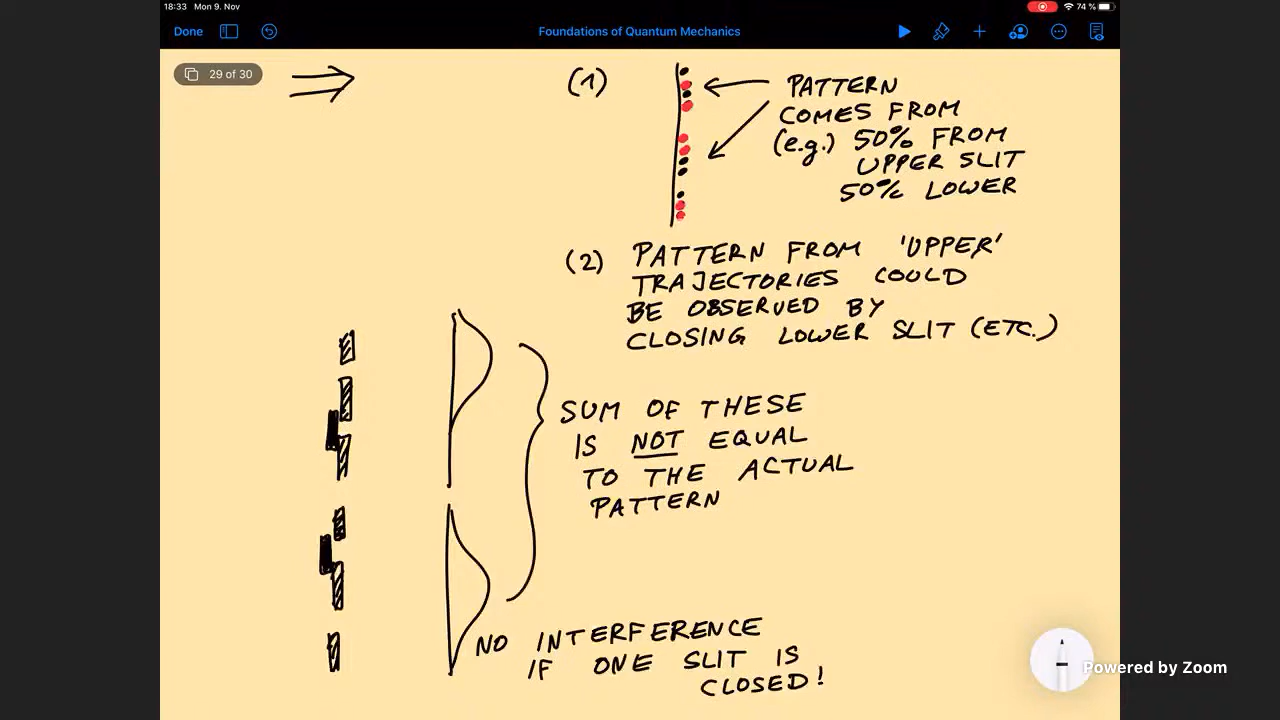 18:33 Mon 9. Nov
74 %
Done
Foundations of Quantum Mechanics
29 of 30
(1)
PATTERN
COMES FROM
(e.g.) 50% FROM
UPPER SLIT
50% LOWER
(2) PATTERN FROM 'UPPER'
TRAJECTORIES COULD
BE OBSERVED BY
CLOSING LOWER SLIT (ETC.)
SUM OF THESE
IS NOT EQUAL
TO THE ACTUAL
PATTERN
NO INTERFERENCE
IF ONE SLIT IS
CLOSED!
Powered by Zoom